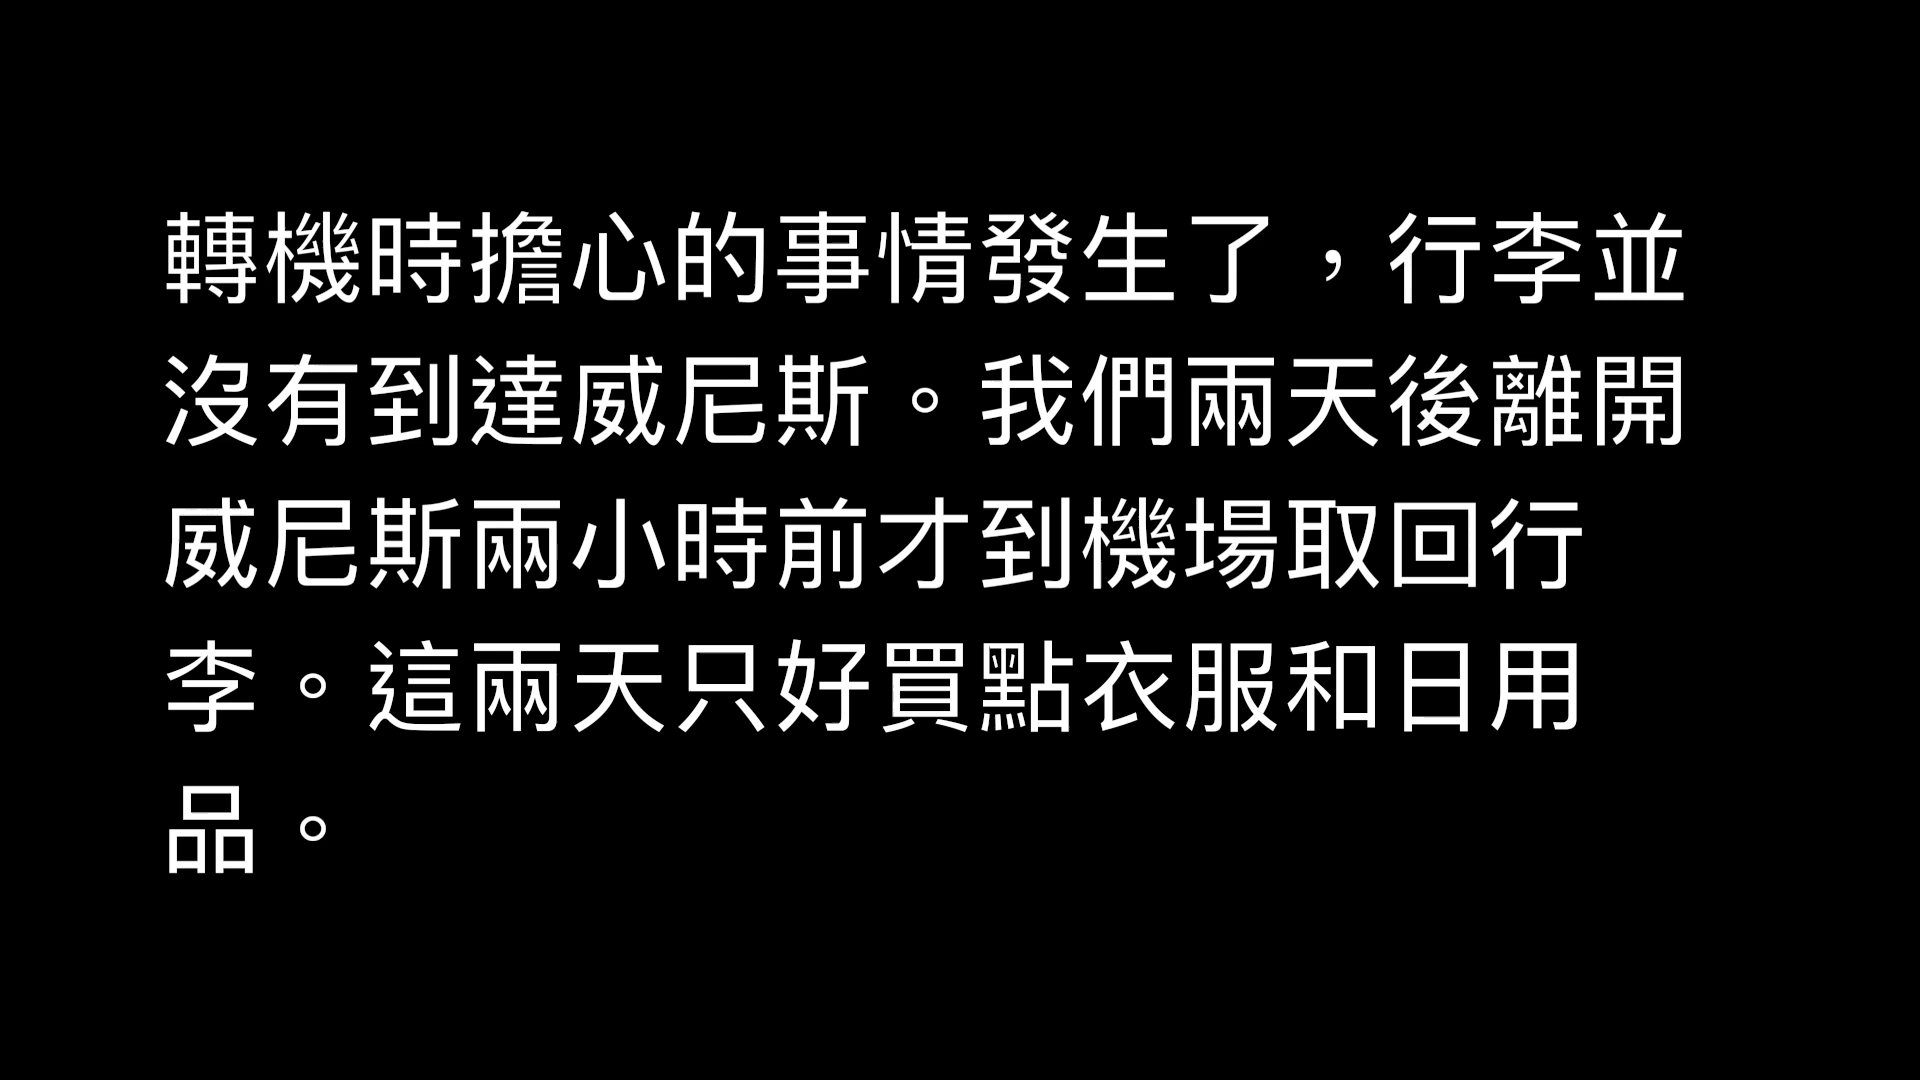 轉機時擔心的事情發生了，行李並
沒有到達威尼斯。我們兩天後離開
威尼斯兩小時前才到機場取回行
李。這兩天只好買點衣服和日用
品。